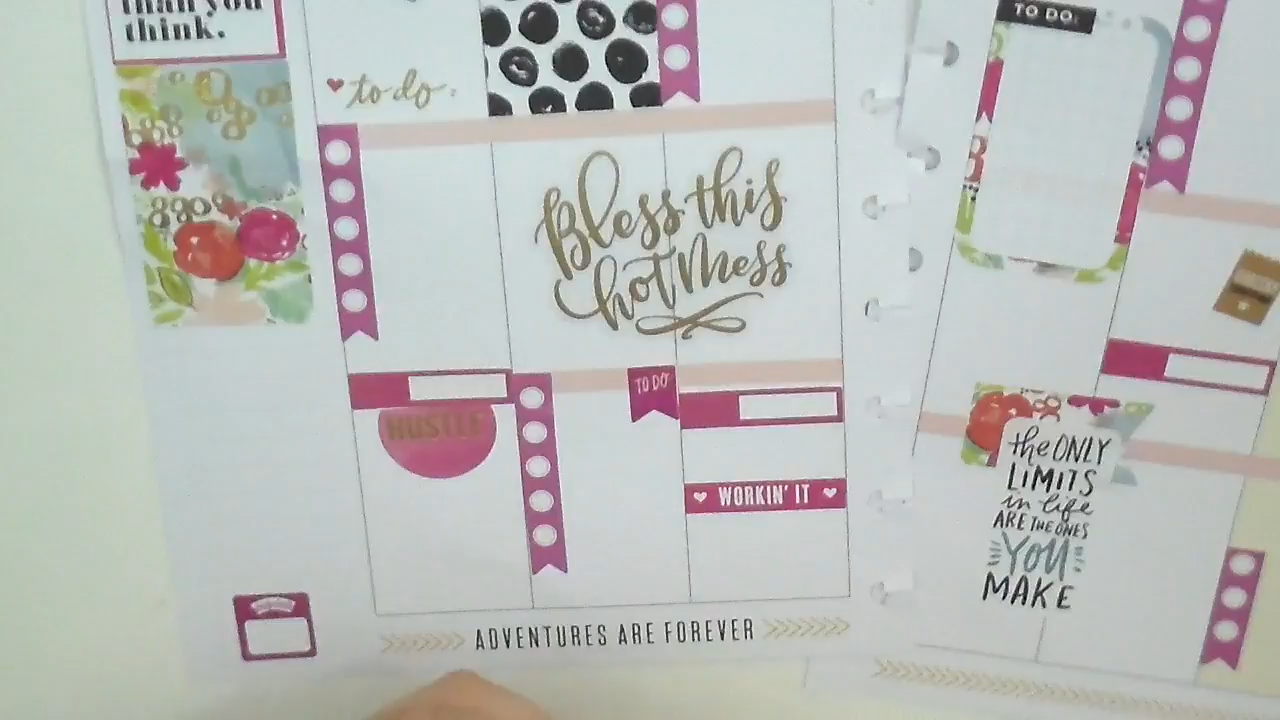 than you
think.
to do:
Bless this
hot Mess
TO DO
HUSTLE
WORKIN' IT
ADVENTURES ARE FOREVER
TO DO:
the ONLY
LIMITS
in life
ARE THE ONES
YOU
MAKE